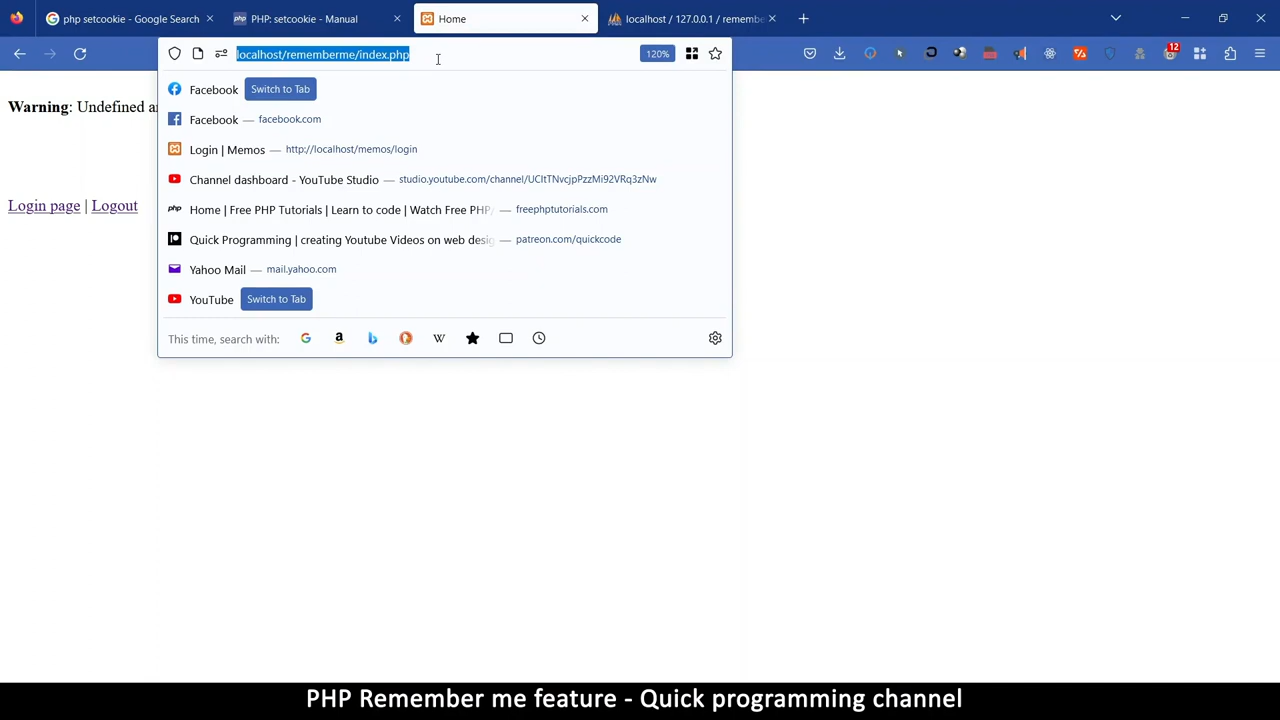 php setcookie - Google Search
PHP: setcookie - Manual
Home
localhost / 127.0.0.1 / rememb
localhost/rememberme/index.php
120%
12
Warning: Undefined a
Facebook
Switch to Tab
Facebook — facebook.com
Login | Memos — http://localhost/memos/login
Channel dashboard - YouTube Studio — studio.youtube.com/channel/UCItTNvcjpPzzMi92VRq3zNw
php Home | Free PHP Tutorials | Learn to code | Watch Free PHP — freephptutorials.com
Quick Programming | creating Youtube Videos on web desig — patreon.com/quickcode
Yahoo Mail — mail.yahoo.com
YouTube
Switch to Tab
Login page | Logout
This time, search with:
PHP Remember me feature - Quick programming channel